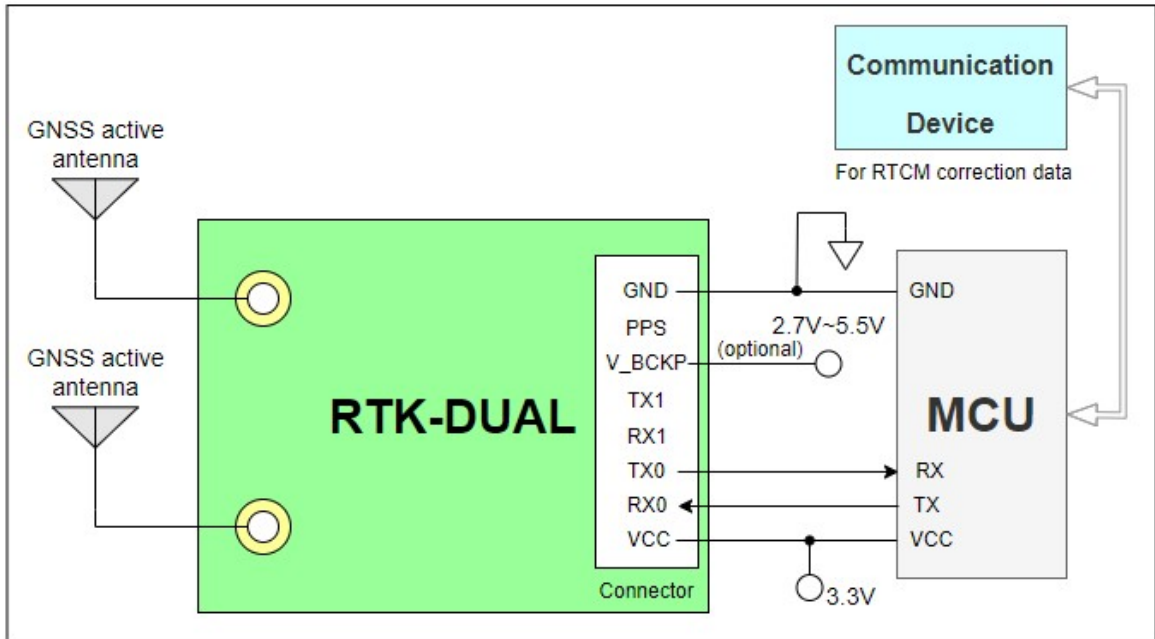 Communication
Device
For RTCM correction data
GNSS active
antenna
GNSS active
antenna
RTK-DUAL
GND
PPS
V_BCKP
TX1
RX1
TX0
RX0
VCC
Connector
2.7V~5.5V
(optional)
3.3V
GND
MCU
RX
TX
VCC